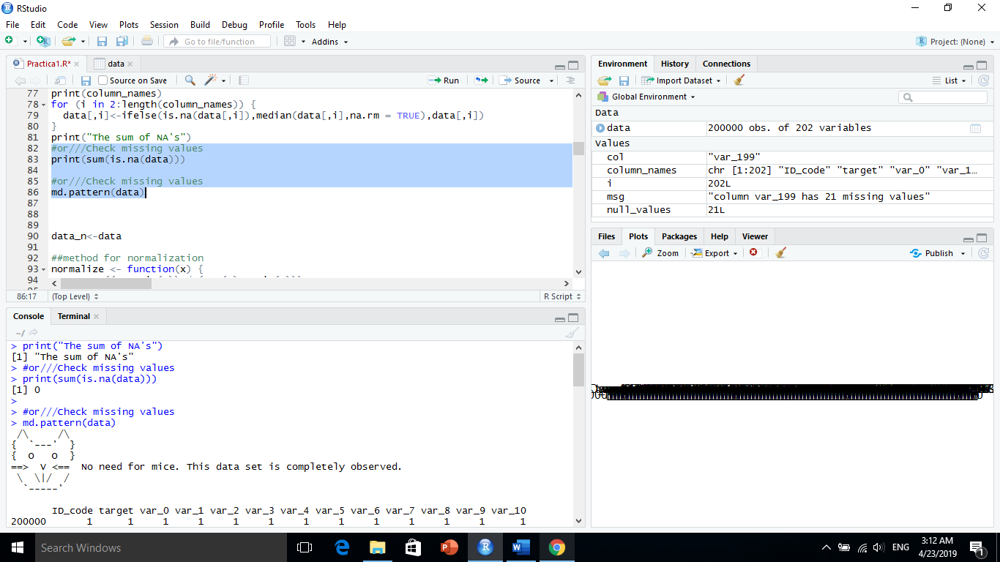 RStudio
File Edit Code View Plots Session Build Debug Profile Tools Help
Go to file/function Addins Project: (None)
Practica1.R* data
Source on Save Run Source
77 print(column_names)
78 for (i in 2:length(column_names)) {
79   data[,i]<-ifelse(is.na(data[,i]),median(data[,i],na.rm = TRUE),data[,i])
80 }
81 print("The sum of NA's")
82 #or///Check missing values
83 print(sum(is.na(data)))
84
85 #or///Check missing values
86 md.pattern(data)
87
88
89
90 data_n<-data
91
92 ##method for normalization
93 normalize <- function(x) {
94
86:17 (Top Level) R Script
Console Terminal
~/
> print("The sum of NA's")
[1] "The sum of NA's"
> #or///Check missing values
> print(sum(is.na(data)))
[1] 0
>
> #or///Check missing values
> md.pattern(data)
 /\     /\
{  `---'  }
{  O   O  }
==>  V <==  No need for mice. This data set is completely observed.
 \  \|/  /
  `-----'
ID_code target var_0 var_1 var_2 var_3 var_4 var_5 var_6 var_7 var_8 var_9 var_10
200000 1 1 1 1 1 1 1 1 1 1 1 1 1
Environment History Connections
Import Dataset List
Global Environment
Data
data 200000 obs. of 202 variables
Values
col "var_199"
column_names chr [1:202] "ID_code" "target" "var_0" "var_1…
i 202L
msg "column var_199 has 21 missing values"
null_values 21L
Files Plots Packages Help Viewer
Zoom Export Publish
Search Windows
ENG
3:12 AM
4/23/2019
1